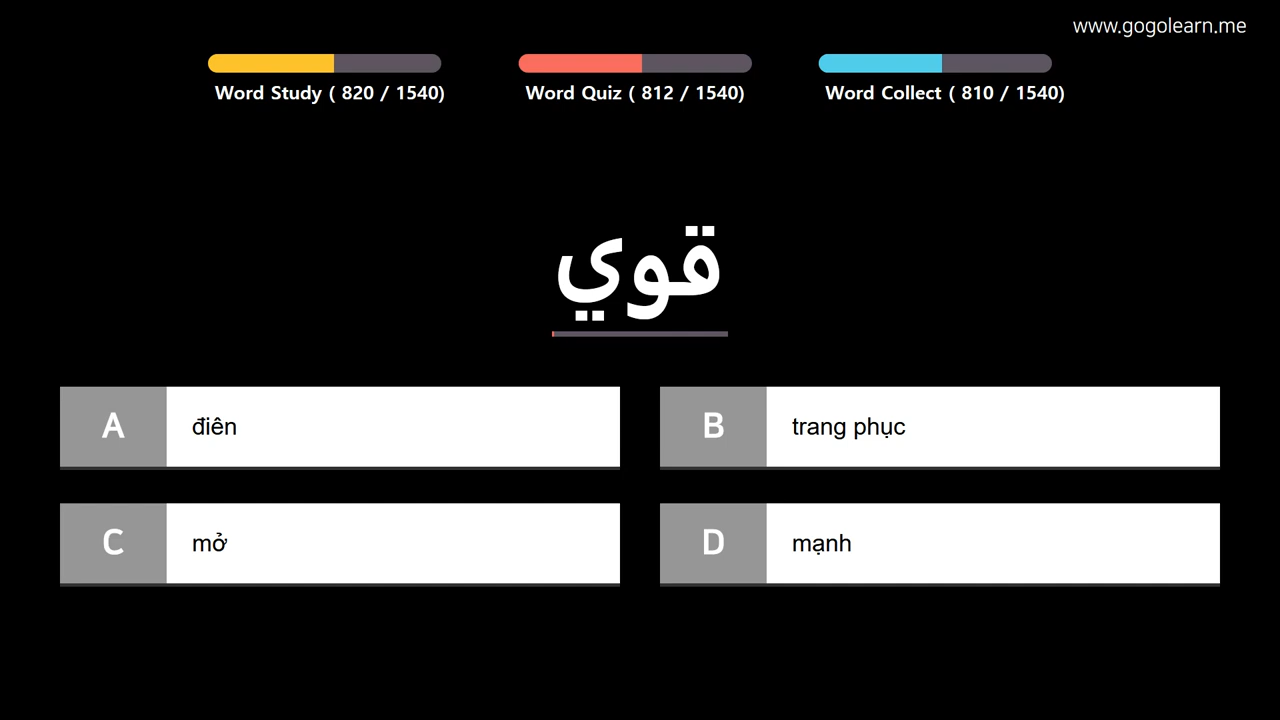 www.gogolearn.me
Word Study ( 820 / 1540)
Word Quiz ( 812 / 1540)
Word Collect ( 810 / 1540)
قوي
A điên
B trang phục
C mở
D mạnh